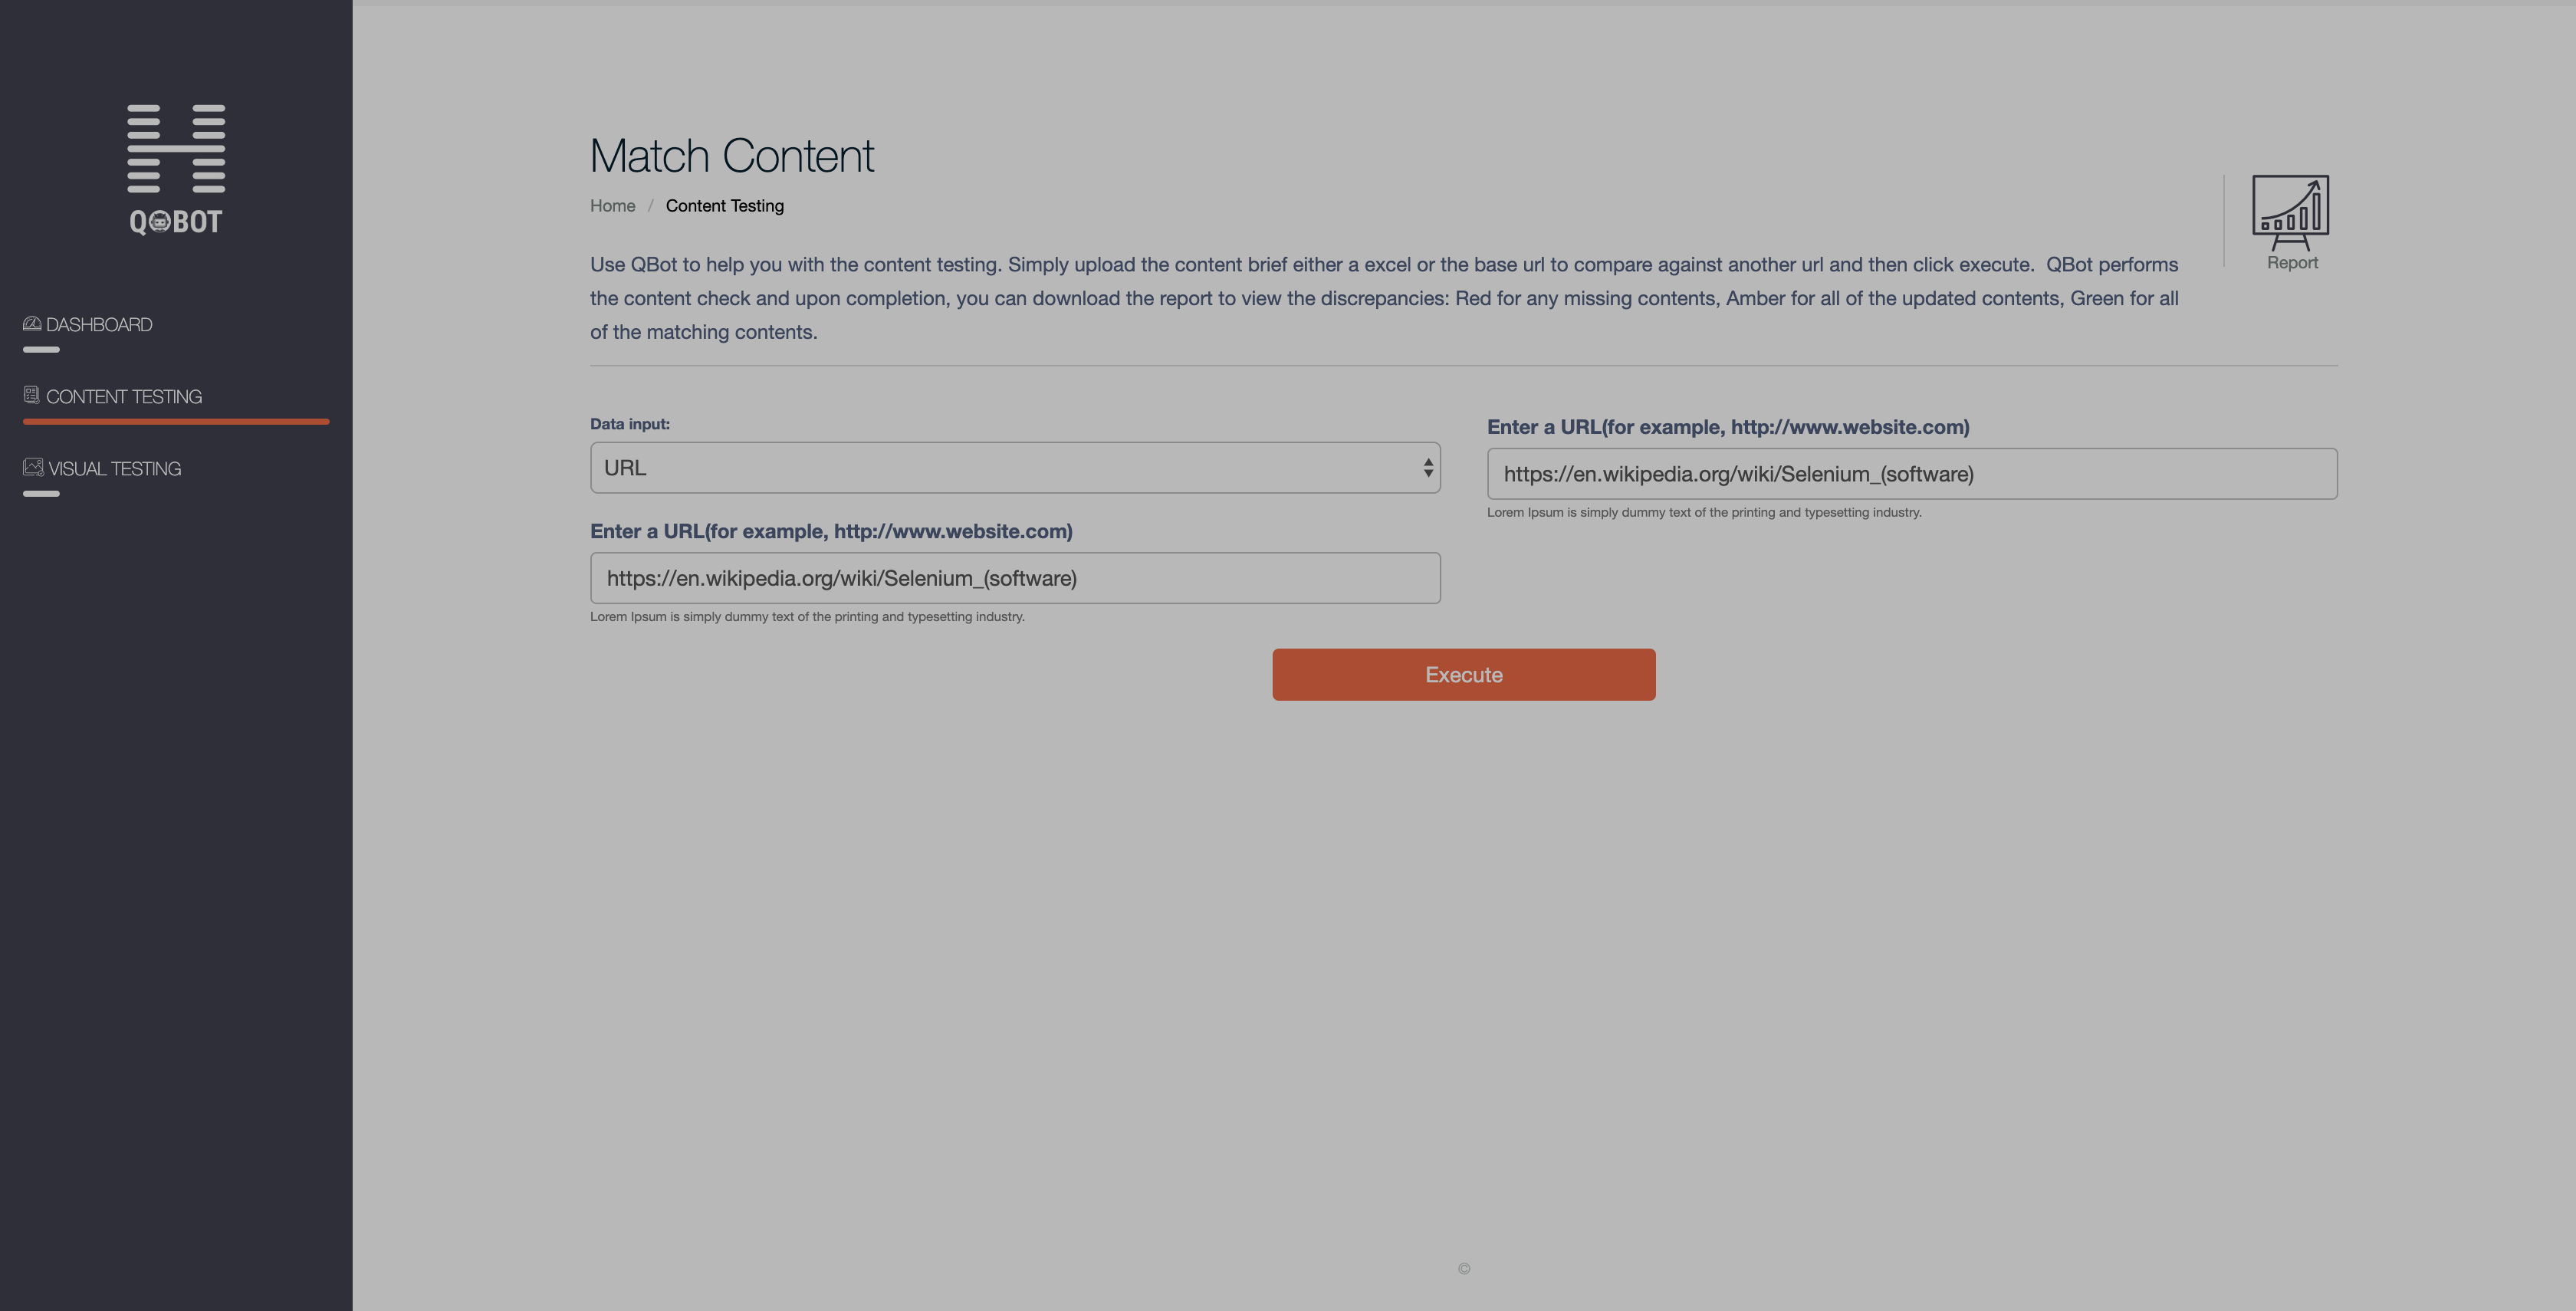 QBOT
DASHBOARD
CONTENT TESTING
VISUAL TESTING
Match Content
Home / Content Testing
Report
Use QBot to help you with the content testing. Simply upload the content brief either a excel or the base url to compare against another url and then click execute.  QBot performs
the content check and upon completion, you can download the report to view the discrepancies: Red for any missing contents, Amber for all of the updated contents, Green for all
of the matching contents.
Data input:
URL
Enter a URL(for example, http://www.website.com)
https://en.wikipedia.org/wiki/Selenium_(software)
Lorem Ipsum is simply dummy text of the printing and typesetting industry.
Enter a URL(for example, http://www.website.com)
https://en.wikipedia.org/wiki/Selenium_(software)
Lorem Ipsum is simply dummy text of the printing and typesetting industry.
Execute
©